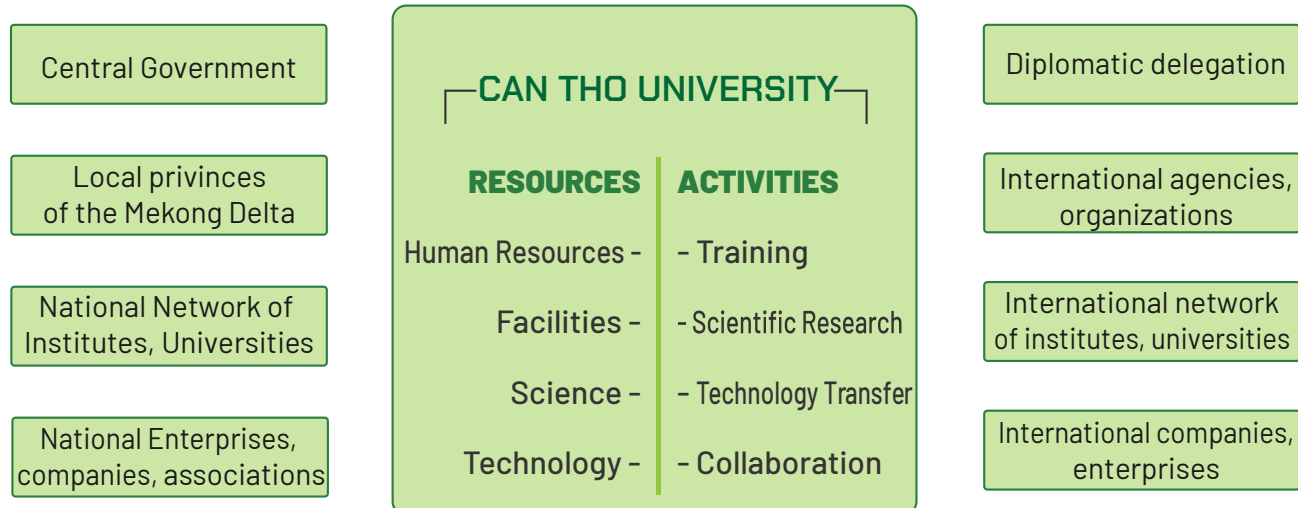 Central Government
Local privinces
of the Mekong Delta
National Network of
Institutes, Universities
National Enterprises,
companies, associations
CAN THO UNIVERSITY
RESOURCES
Human Resources -
Facilities -
Science -
Technology -
ACTIVITIES
- Training
- Scientific Research
- Technology Transfer
- Collaboration
Diplomatic delegation
International agencies,
organizations
International network
of institutes, universities
International companies,
enterprises